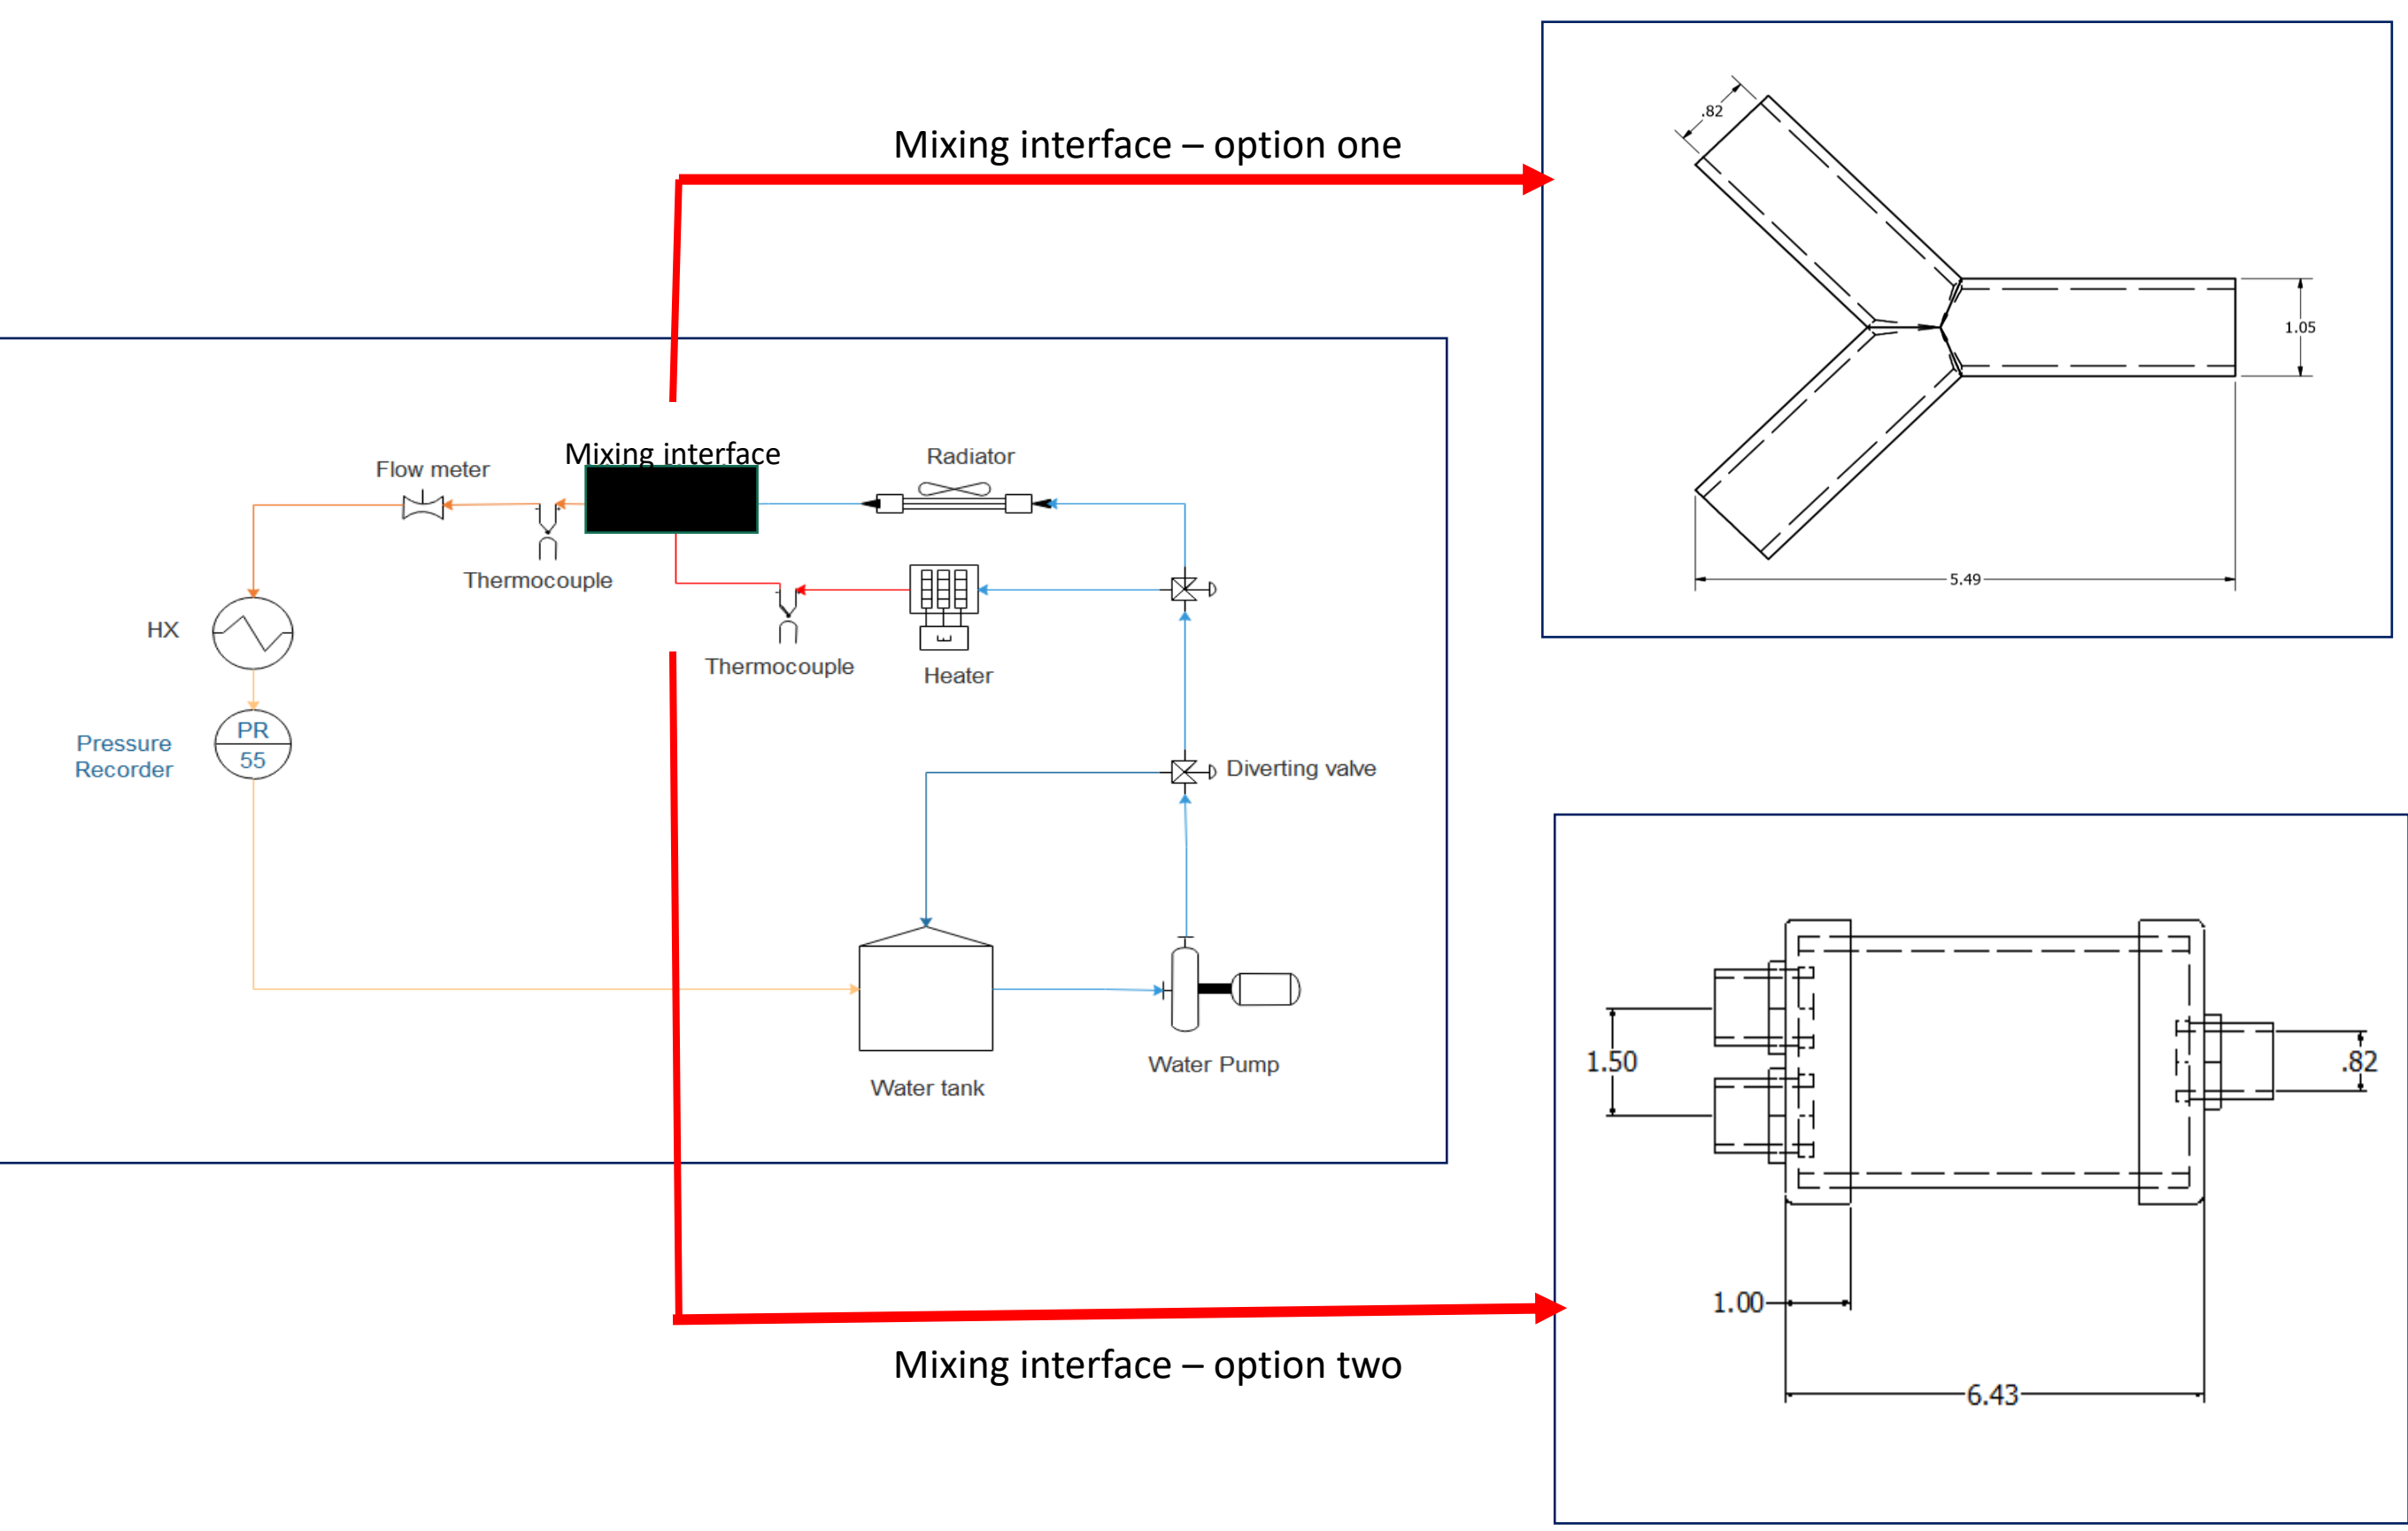 Mixing interface – option one
.82
1.05
5.49
Mixing interface
Radiator
Flow meter
Thermocouple
HX
Thermocouple
Heater
PR
55
Pressure
Recorder
Diverting valve
Water tank
Water Pump
1.50
.82
1.00
6.43
Mixing interface – option two